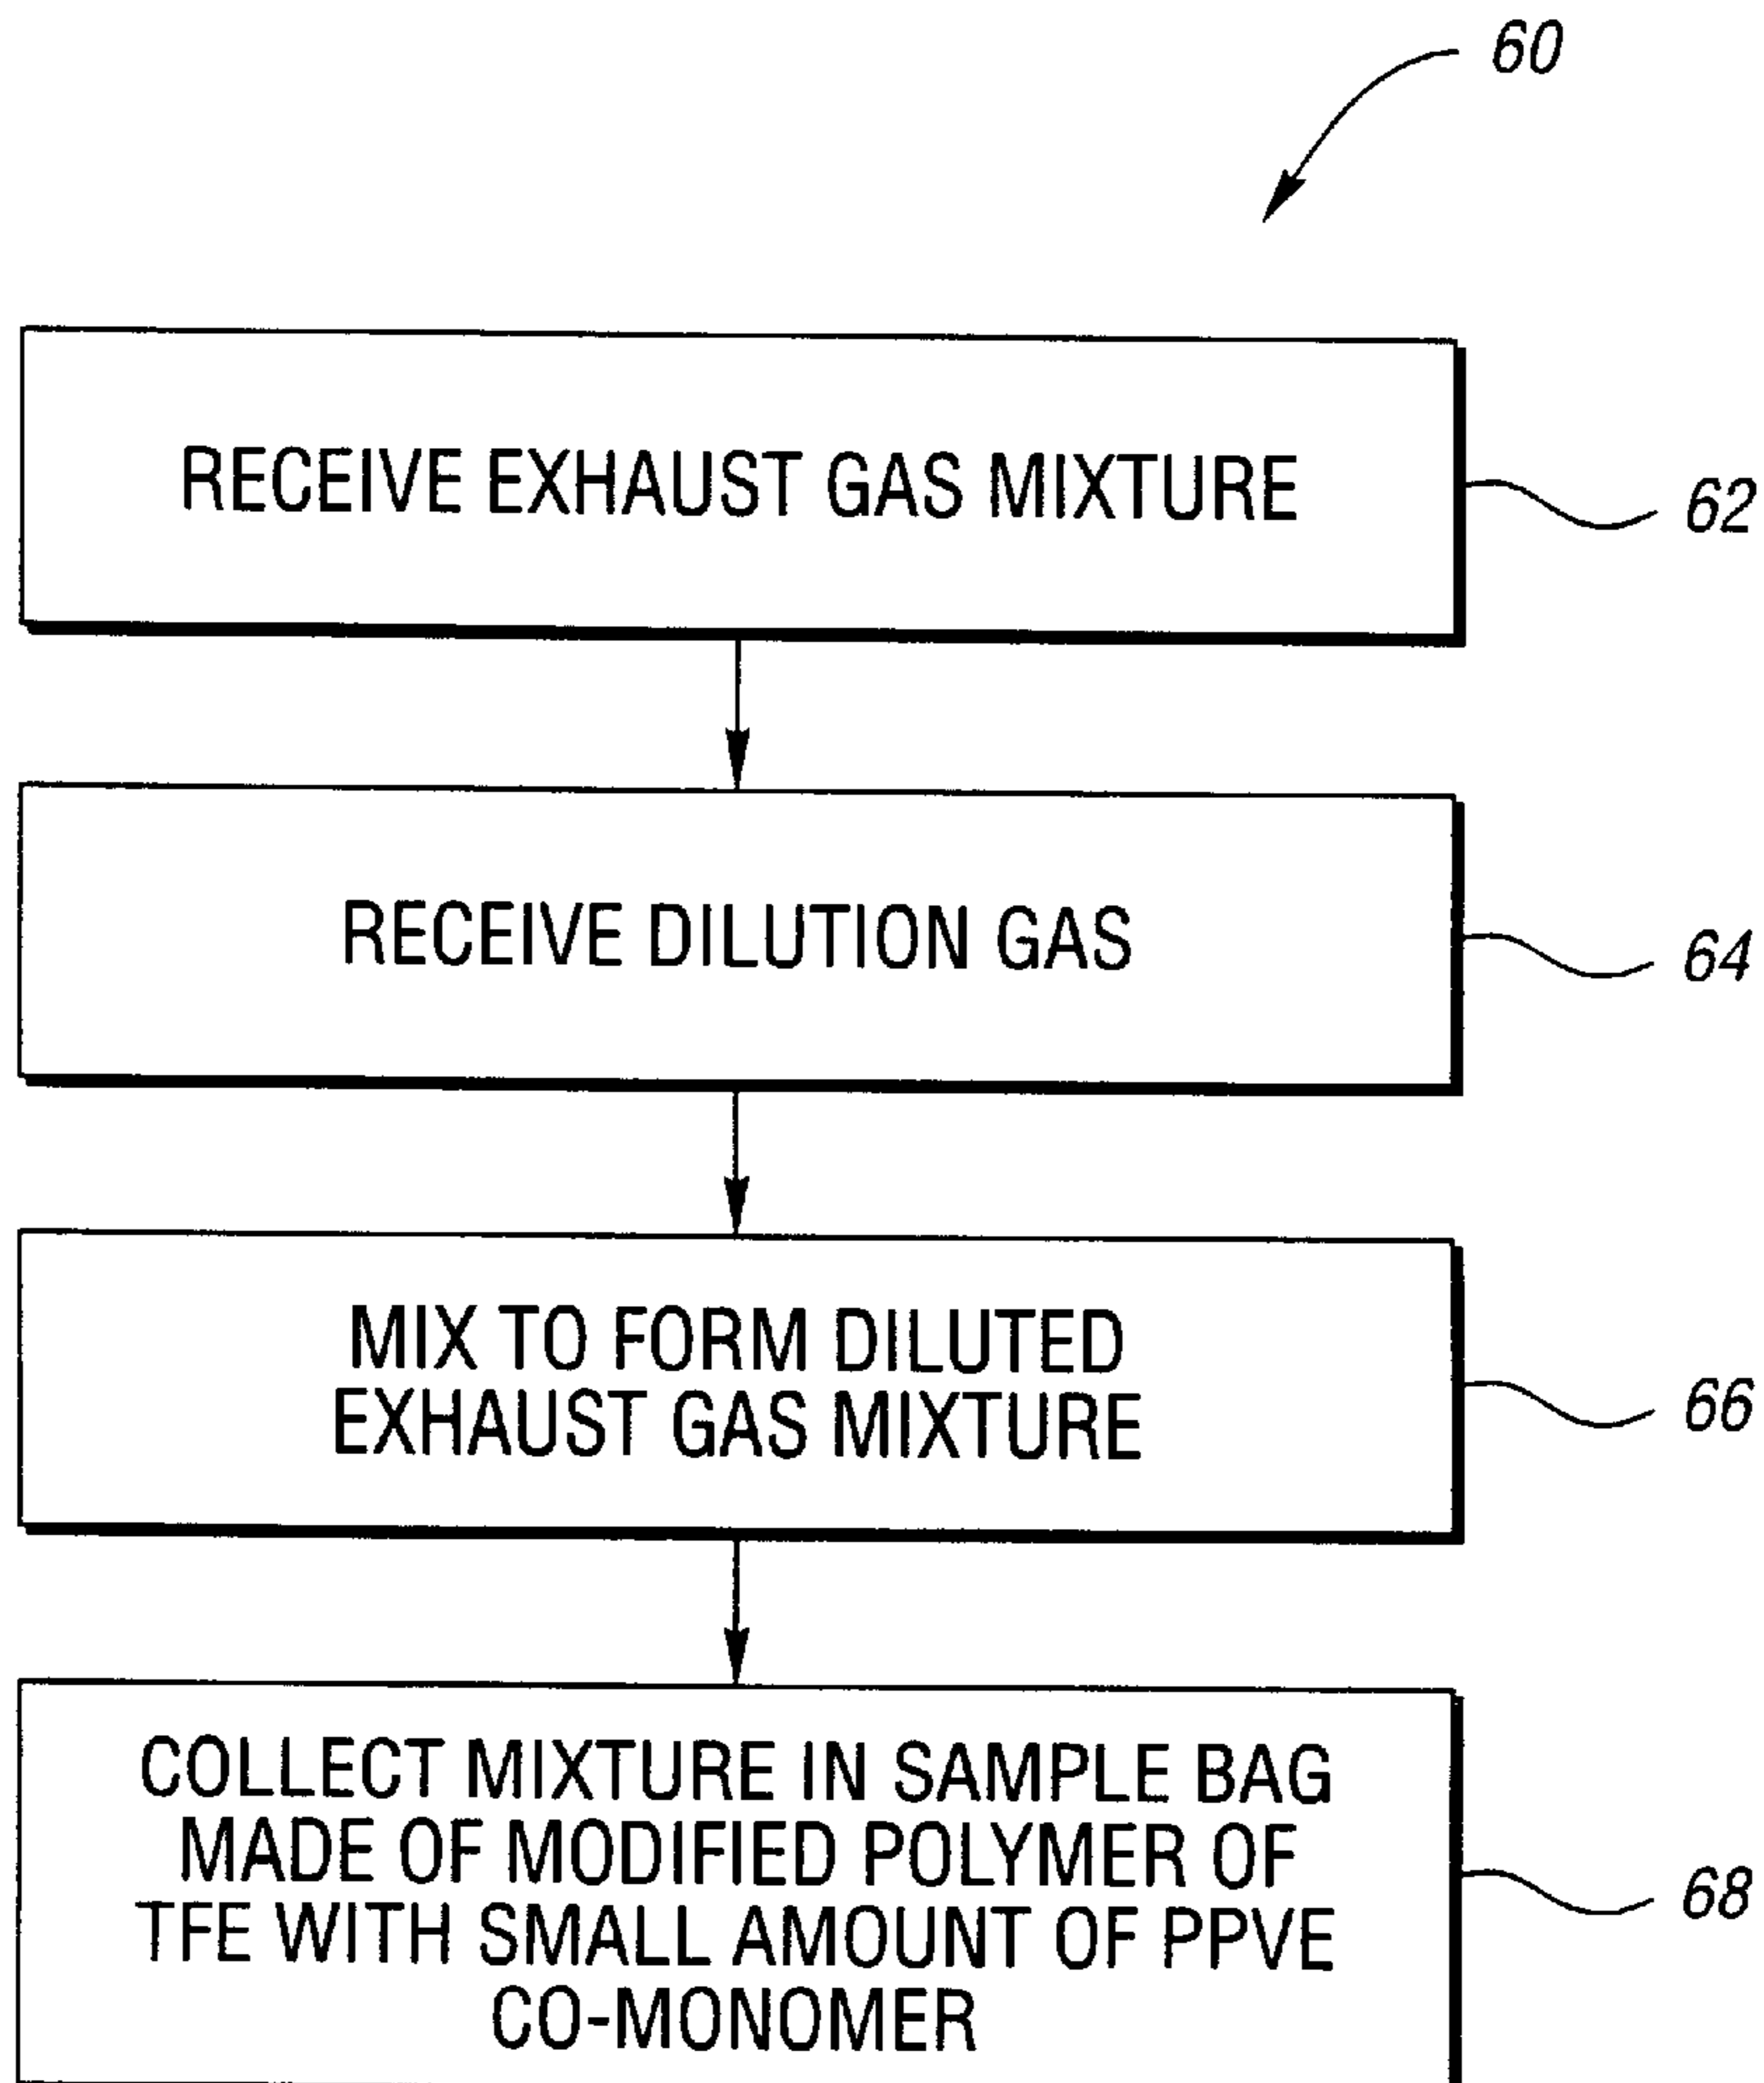 60
RECEIVE EXHAUST GAS MIXTURE
62
RECEIVE DILUTION GAS
64
MIX TO FORM DILUTED
EXHAUST GAS MIXTURE
66
COLLECT MIXTURE IN SAMPLE BAG
MADE OF MODIFIED POLYMER OF
TFE WITH SMALL AMOUNT OF PPVE
CO-MONOMER
68